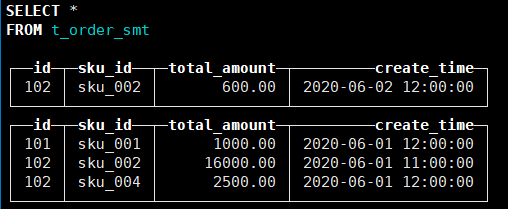 SELECT *
FROM t_order_smt
id sku_id total_amount create_time
102 sku_002 600.00 2020-06-02 12:00:00
id sku_id total_amount create_time
101 sku_001 1000.00 2020-06-01 12:00:00
102 sku_002 16000.00 2020-06-01 11:00:00
102 sku_004 2500.00 2020-06-01 12:00:00